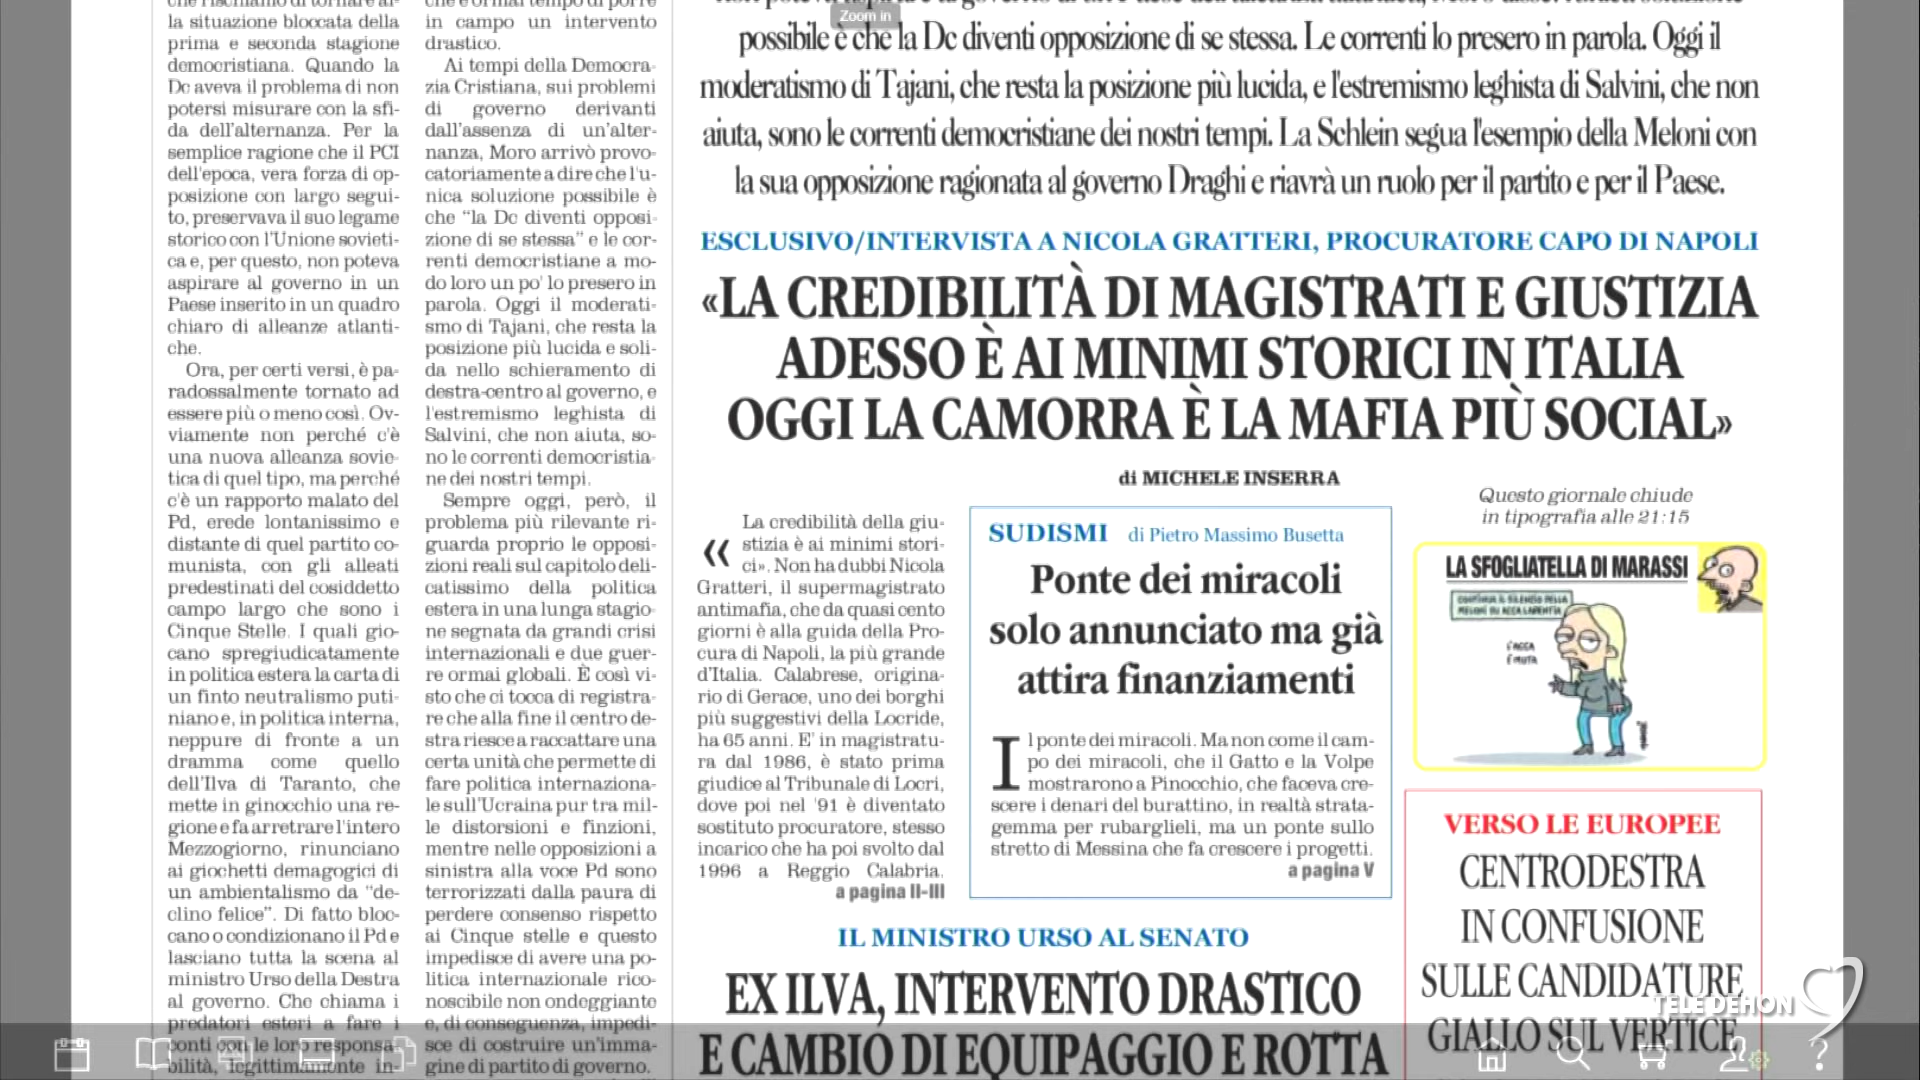 la situazione bloccata della
prima e seconda stagione
democristiana. Quando la
Dc aveva il problema di non
potersi misurare con la sfi-
da dell'alternanza. Per la
semplice ragione che il PCI
dell'epoca, vera forza di op-
posizione con largo segui-
to, preservava il suo legame
storico con l'Unione sovieti-
ca e, per questo, non poteva
aspirare al governo in un
Paese inserito in un quadro
chiaro di alleanze atlanti-
che.
Ora, per certi versi, è pa-
radossalmente tornato ad
essere più o meno così. Ov-
viamente non perché c'è
una nuova alleanza sovie-
tica di quel tipo, ma perché
c'è un rapporto malato del
Pd, erede lontanissimo e
distante di quel partito co-
munista, con gli alleati
predestinati del cosiddetto
campo largo che sono i
Cinque Stelle. I quali gio-
cano spregiudicatamente
in politica estera la carta di
un finto neutralismo puti-
niano e, in politica interna,
neppure di fronte a un
dramma come quello
dell'Ilva di Taranto, che
mette in ginocchio una re-
gione e fa arretrare l'intero
Mezzogiorno, rinunciano
ai giochetti demagogici di
un ambientalismo da "de-
clino felice". Di fatto bloc-
cano o condizionano il Pd e
lasciano tutta la scena al
ministro Urso della Destra
al governo. Che chiama i
predatori esteri a fare i
conti con le loro responsa-
bilità, legittimamente in-
che è ormai tempo di porre
in campo un intervento
drastico.
Ai tempi della Democra-
zia Cristiana, sui problemi
di governo derivanti
dall'assenza di un'alter-
nanza, Moro arrivò provo-
catoriamente a dire che l'u-
nica soluzione possibile è
che "la Dc diventi opposi-
zione di se stessa" e le cor-
renti democristiane a mo-
do loro un po' lo presero in
parola. Oggi il moderati-
smo di Tajani, che resta la
posizione più lucida e soli-
da nello schieramento di
destra-centro al governo, e
l'estremismo leghista di
Salvini, che non aiuta, so-
no le correnti democristia-
ne dei nostri tempi.
Sempre oggi, però, il
problema più rilevante ri-
guarda proprio le opposi-
zioni reali sul capitolo deli-
catissimo della politica
estera in una lunga stagio-
ne segnata da grandi crisi
internazionali e due guer-
re ormai globali. È così vi-
sto che ci tocca di registra-
re che alla fine il centro de-
stra riesce a raccattare una
certa unità che permette di
fare politica internaziona-
le sull'Ucraina pur tra mil-
le distorsioni e finzioni,
mentre nelle opposizioni a
sinistra alla voce Pd sono
terrorizzati dalla paura di
perdere consenso rispetto
ai Cinque stelle e questo
impedisce di avere una po-
litica internazionale rico-
noscibile non ondeggiante
e, di conseguenza, impedi-
sce di costruire un'imma-
gine di partito di governo.
Zoom in
possibile è che la Dc diventi opposizione di se stessa. Le correnti lo presero in parola. Oggi il
moderatismo di Tajani, che resta la posizione più lucida, e l'estremismo leghista di Salvini, che non
aiuta, sono le correnti democristiane dei nostri tempi. La Schlein segua l'esempio della Meloni con
la sua opposizione ragionata al governo Draghi e riavrà un ruolo per il partito e per il Paese.
ESCLUSIVO/INTERVISTA A NICOLA GRATTERI, PROCURATORE CAPO DI NAPOLI
«LA CREDIBILITÀ DI MAGISTRATI E GIUSTIZIA
ADESSO È AI MINIMI STORICI IN ITALIA
OGGI LA CAMORRA È LA MAFIA PIÙ SOCIAL»
di MICHELE INSERRA
« La credibilità della giu-
stizia è ai minimi stori-
ci». Non ha dubbi Nicola
Gratteri, il supermagistrato
antimafia, che da quasi cento
giorni è alla guida della Pro-
cura di Napoli, la più grande
d'Italia. Calabrese, origina-
rio di Gerace, uno dei borghi
più suggestivi della Locride,
ha 65 anni. E' in magistratu-
ra dal 1986, è stato prima
giudice al Tribunale di Locri,
dove poi nel '91 è diventato
sostituto procuratore, stesso
incarico che ha poi svolto dal
1996 a Reggio Calabria.
a pagina II-III
SUDISMI di Pietro Massimo Busetta
Ponte dei miracoli
solo annunciato ma già
attira finanziamenti
Il ponte dei miracoli. Ma non come il cam-
po dei miracoli, che il Gatto e la Volpe
mostrarono a Pinocchio, che faceva cre-
scere i denari del burattino, in realtà strata-
gemma per rubarglieli, ma un ponte sullo
stretto di Messina che fa crescere i progetti.
a pagina V
Questo giornale chiude
in tipografia alle 21:15
LA SFOGLIATELLA DI MARASSI
CONTINUA IL SILENZIO DELLA
MELONI SU ACCA LARENTIA
L'ACCA
È MUTA
VERSO LE EUROPEE
CENTRODESTRA
IN CONFUSIONE
SULLE CANDIDATURE
GIALLO SUL VERTICE
IL MINISTRO URSO AL SENATO
EX ILVA, INTERVENTO DRASTICO
E CAMBIO DI EQUIPAGGIO E ROTTA
TELE DEHON
?